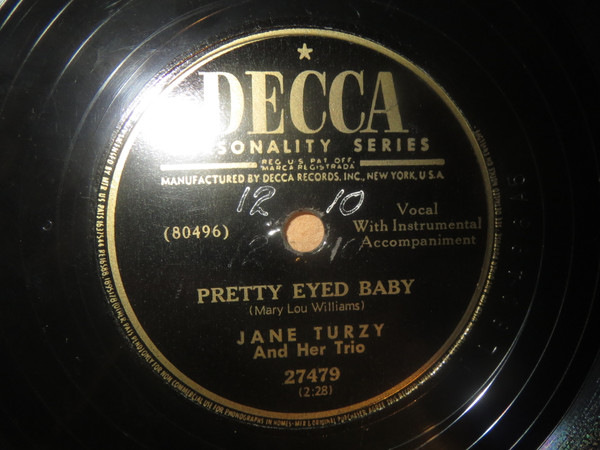 DECCA
SONALITY SERIES
REG. U.S. PAT. OFF.
MARCA REGISTRADA
MANUFACTURED BY DECCA RECORDS, INC., NEW YORK, U.S.A.
12 10
(80496)
Vocal
With Instrumental
Accompaniment
PRETTY EYED BABY
(Mary Lou Williams)
JANE TURZY
And Her Trio
27479
(2:28)